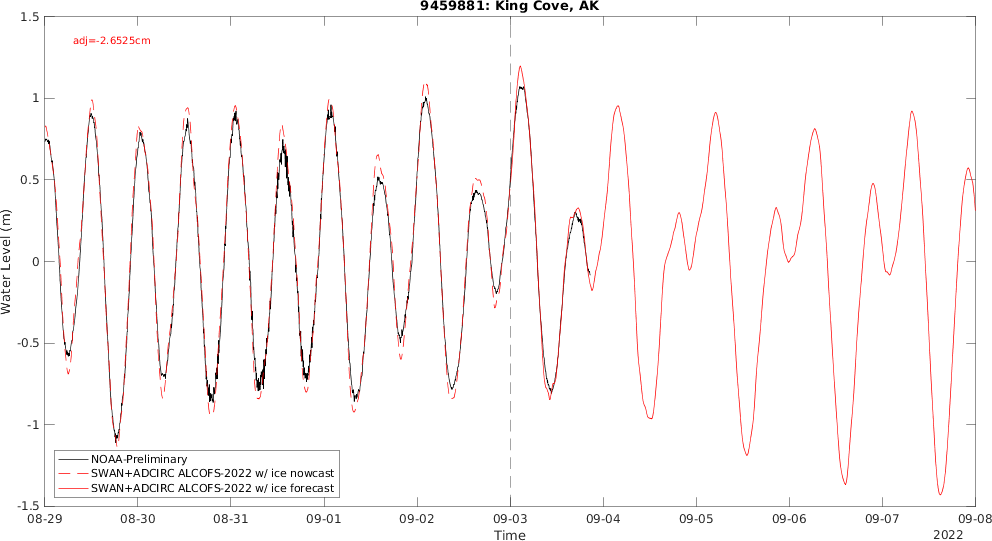 9459881: King Cove, AK
adj=-2.6525cm
1.5
1
0.5
0
-0.5
-1
-1.5
Water Level (m)
NOAA-Preliminary
SWAN+ADCIRC ALCOFS-2022 w/ ice nowcast
SWAN+ADCIRC ALCOFS-2022 w/ ice forecast
08-29 08-30 08-31 09-01 09-02 09-03 09-04 09-05 09-06 09-07 09-08
Time
2022